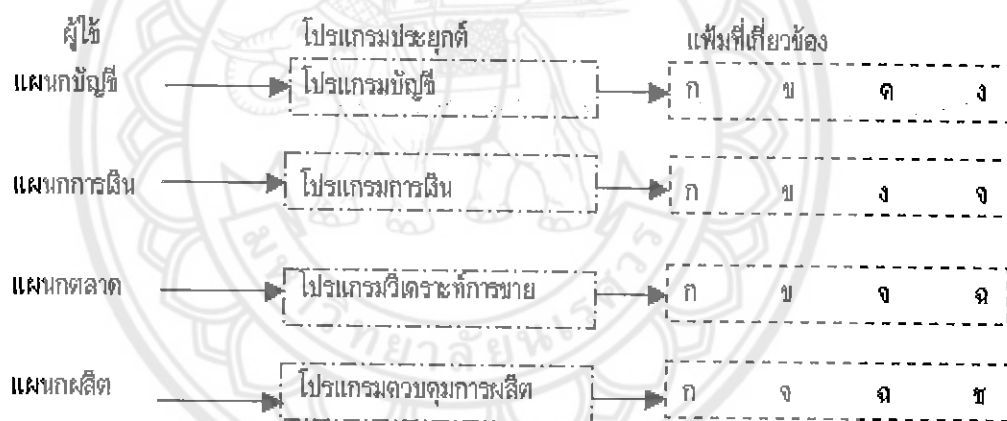 ผู้ใช้ โปรแกรมประยุกต์ แฟ้มที่เกี่ยวข้อง
แผนกบัญชี โปรแกรมบัญชี ก ข ค ง
แผนกการเงิน โปรแกรมการเงิน ก ข ง จ
แผนกตลาด โปรแกรมวิเคราะห์การขาย ก ข จ ฉ
แผนกผลิต โปรแกรมควบคุมการผลิต ก จ ฉ ช